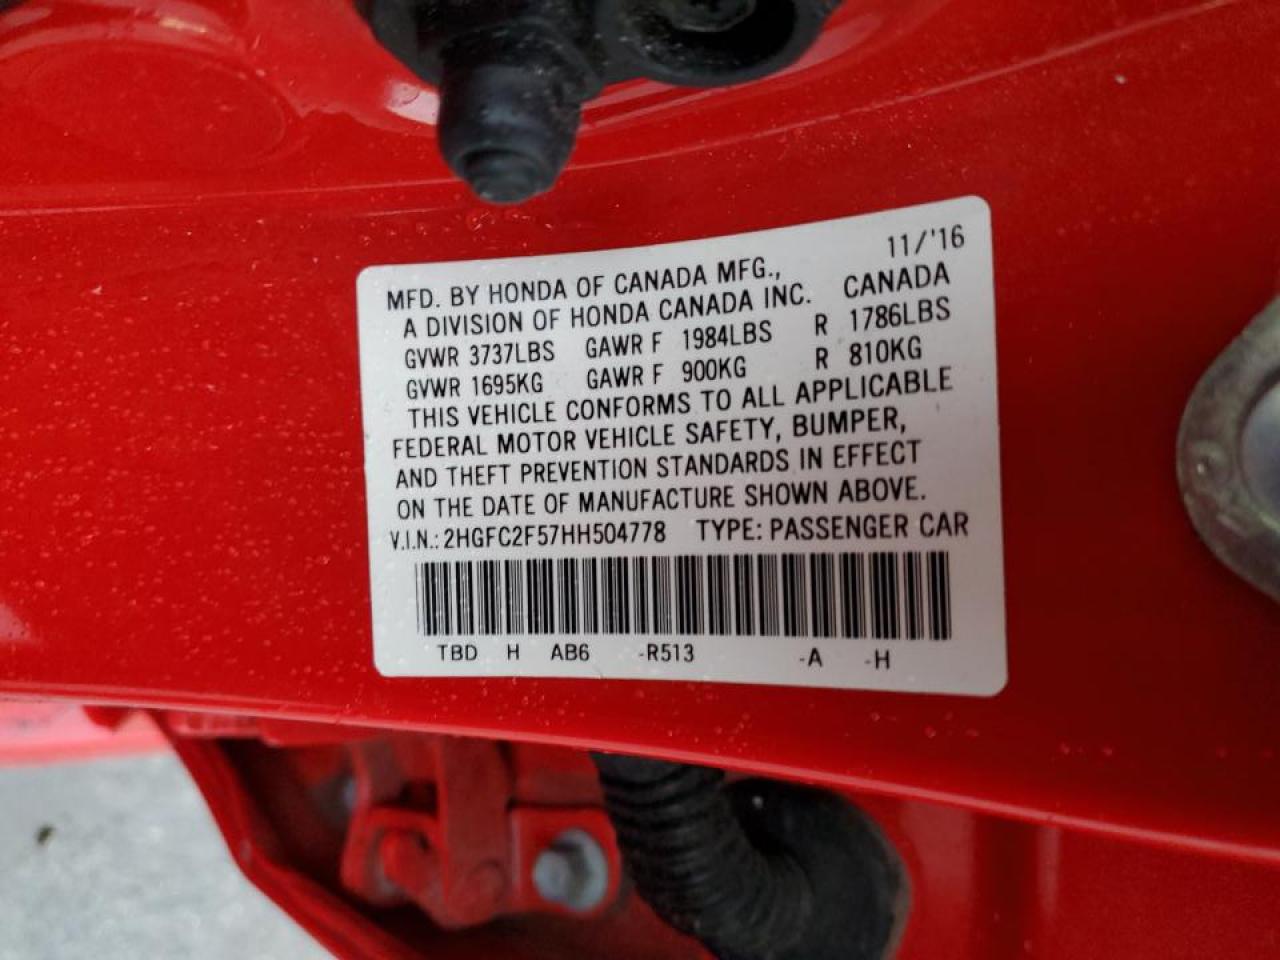 11/'16
MFD. BY HONDA OF CANADA MFG.,
A DIVISION OF HONDA CANADA INC. CANADA
GVWR 3737LBS GAWR F 1984LBS R 1786LBS
GVWR 1695KG GAWR F 900KG R 810KG
THIS VEHICLE CONFORMS TO ALL APPLICABLE
FEDERAL MOTOR VEHICLE SAFETY, BUMPER,
AND THEFT PREVENTION STANDARDS IN EFFECT
ON THE DATE OF MANUFACTURE SHOWN ABOVE.
V.I.N.: 2HGFC2F57HH504778 TYPE: PASSENGER CAR
TBD H AB6 -R513 -A -H